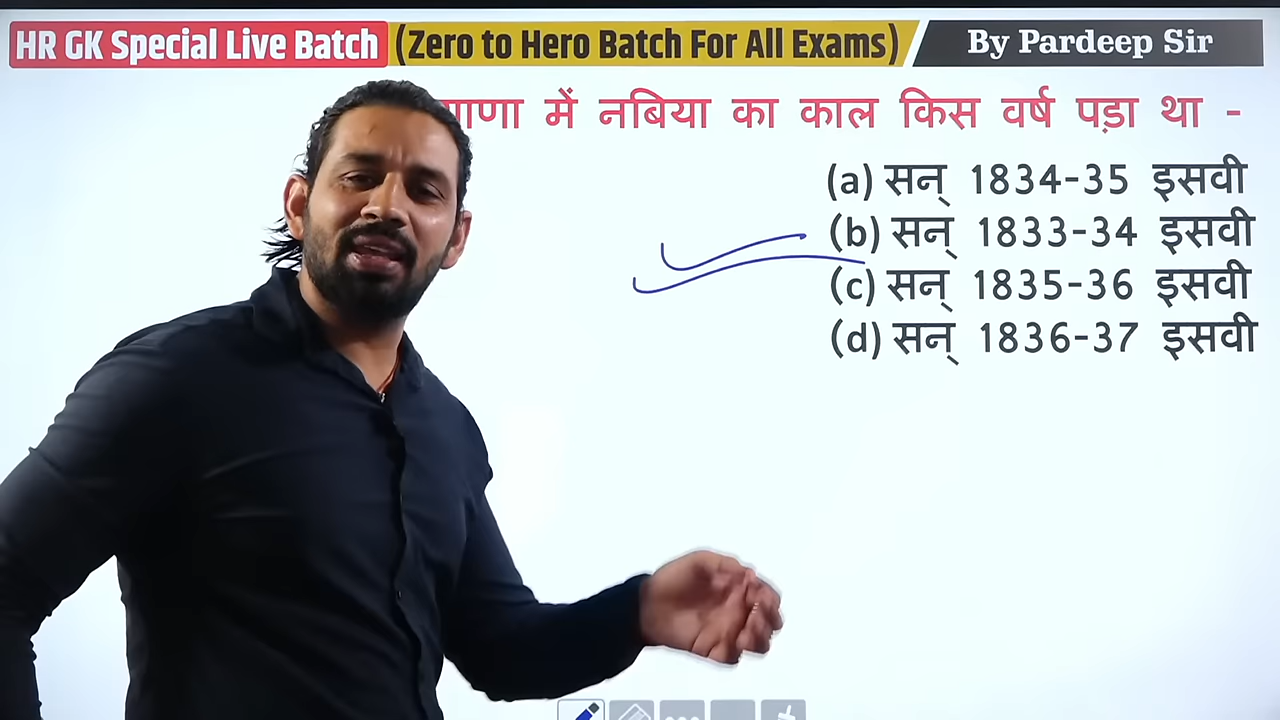 HR GK Special Live Batch (Zero to Hero Batch For All Exams) By Pardeep Sir
में नबिया का काल किस वर्ष पड़ा था -
(a) सन् 1834-35 इसवी
(b) सन् 1833-34 इसवी
(c) सन् 1835-36 इसवी
(d) सन् 1836-37 इसवी